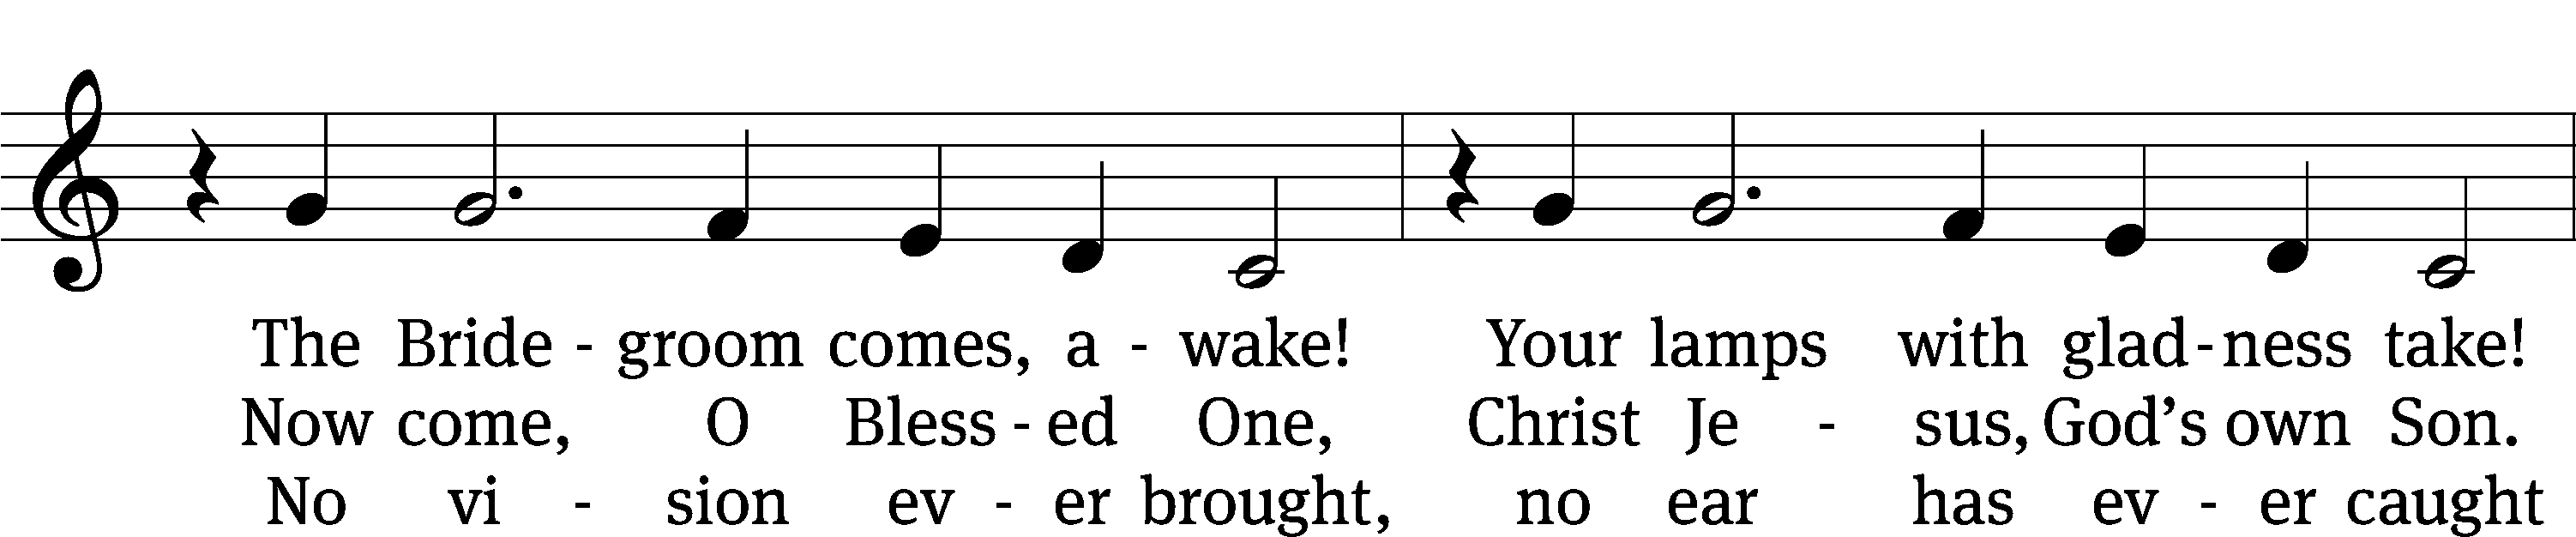 The Bride - groom comes, a - wake! Your lamps with glad - ness take!
Now come, O Bless - ed One, Christ Je - sus, God’s own Son.
No vi - sion ev - er brought, no ear has ev - er caught